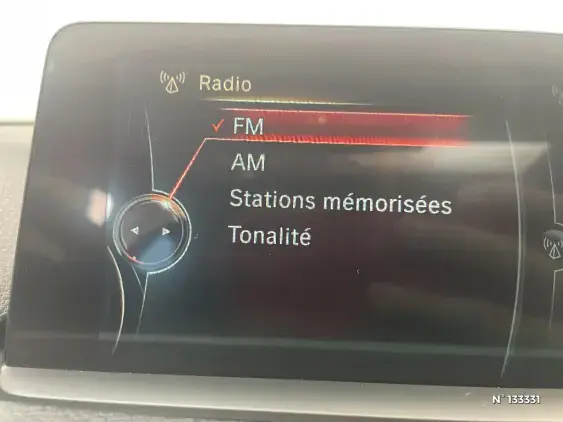 Radio
FM
AM
Stations mémorisées
Tonalité
N° 133331